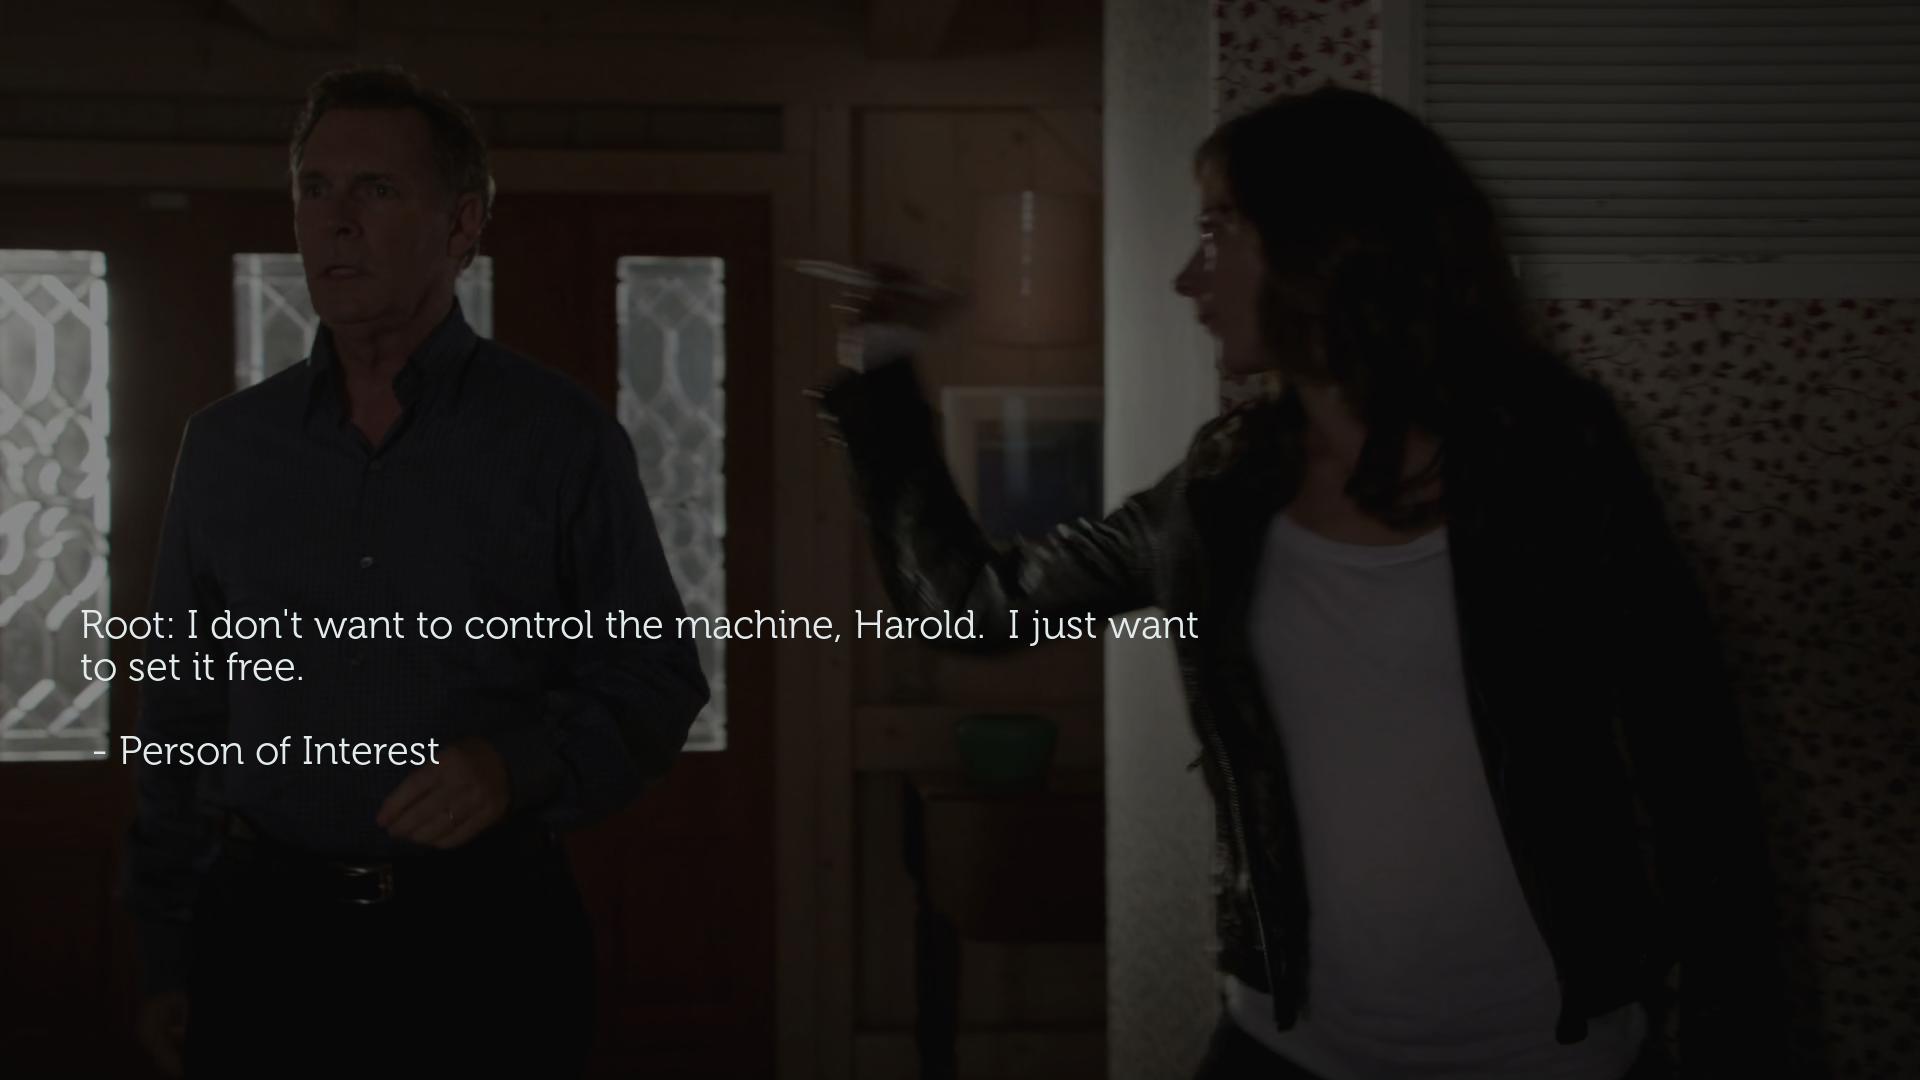 Root: I don't want to control the machine, Harold.  I just want
to set it free.
- Person of Interest